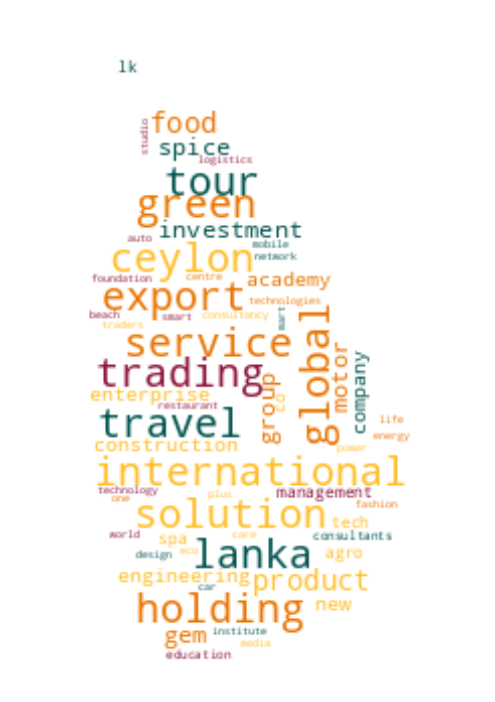 lk
food
studio
spice
logistics
tour
green
investment
auto
mobile
ceylon
network
foundation
centre
academy
export
technologies
beach
smart
consultancy
mart
traders
service
global
motor
company
trading
group
co
enterprise
restaurant
travel
life
energy
construction
power
international
technology
one
plus
management
fashion
solution
tech
world
spa
care
consultants
design
eco
lanka
agro
engineering
car
product
holding
new
gem
institute
media
education